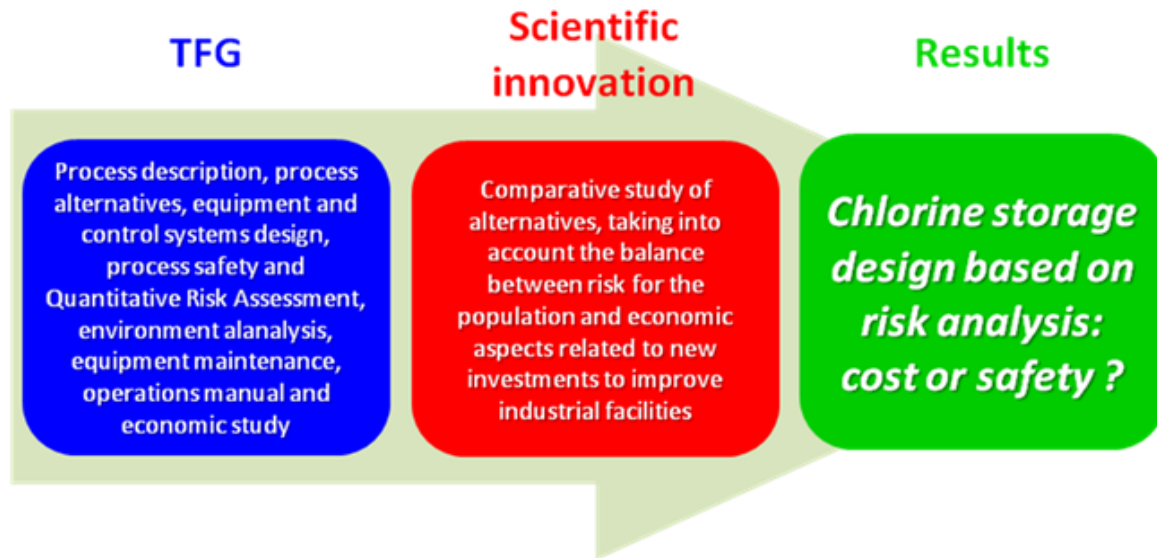 TFG
Process description, process
alternatives, equipment and
control systems design,
process safety and
Quantitative Risk Assessment,
environment alanalysis,
equipment maintenance,
operations manual and
economic study
Scientific
innovation
Comparative study of
alternatives, taking into
account the balance
between risk for the
population and economic
aspects related to new
investments to improve
industrial facilities
Results
Chlorine storage
design based on
risk analysis:
cost or safety ?